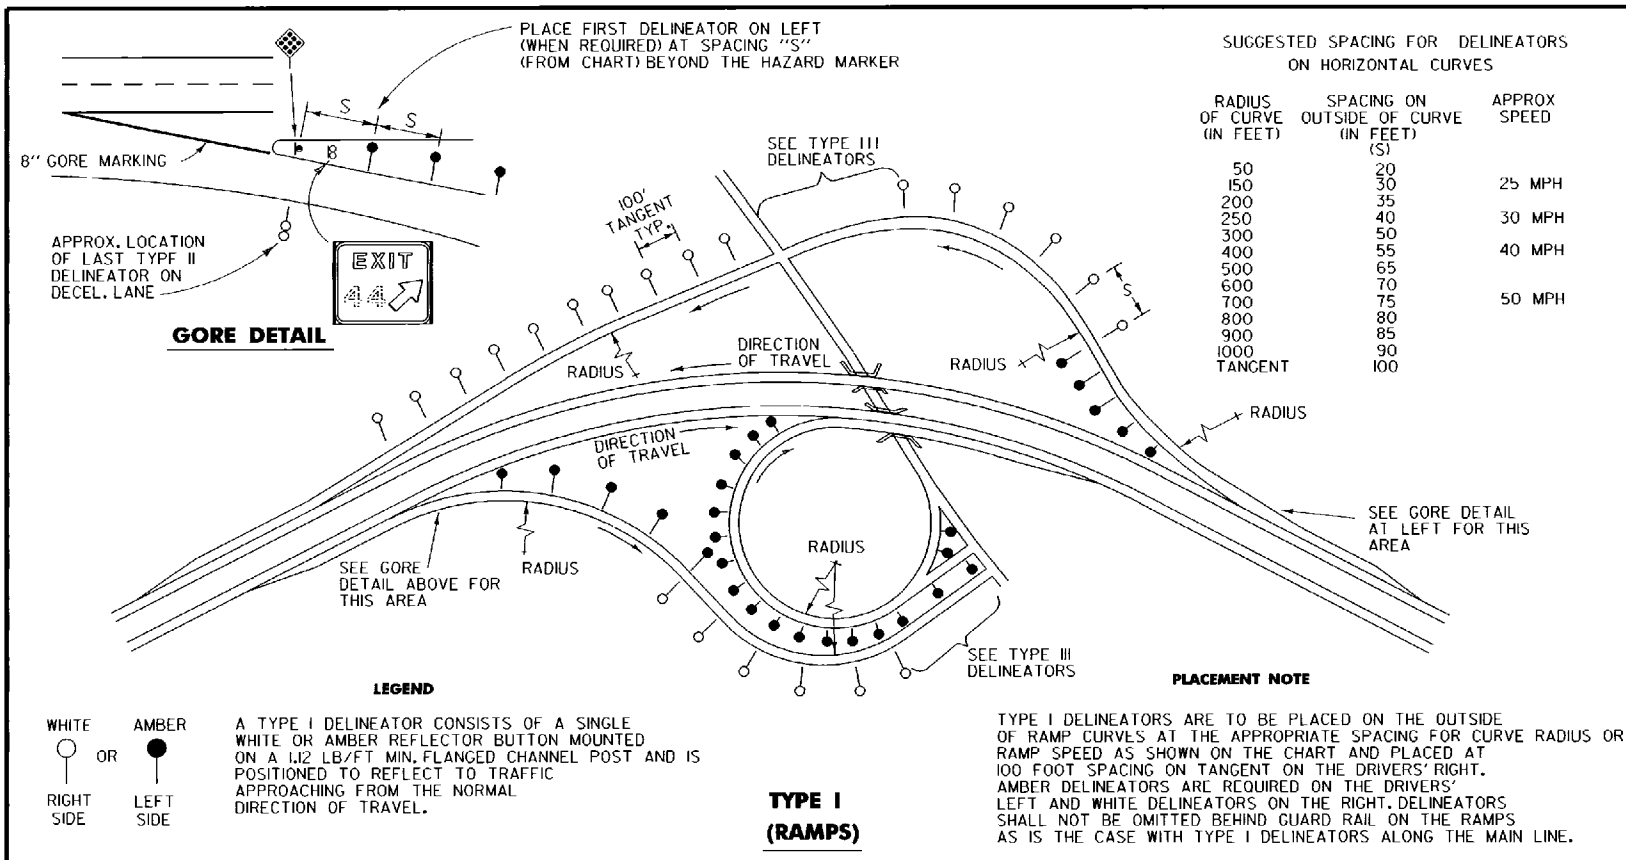 PLACE FIRST DELINEATOR ON LEFT
(WHEN REQUIRED) AT SPACING "S"
(FROM CHART) BEYOND THE HAZARD MARKER
S
S
8" GORE MARKING
APPROX. LOCATION
OF LAST TYPE II
DELINEATOR ON
DECEL. LANE
EXIT
44
GORE DETAIL
SUGGESTED SPACING FOR DELINEATORS
ON HORIZONTAL CURVES
RADIUS OF CURVE (IN FEET) SPACING ON OUTSIDE OF CURVE (IN FEET) (S) APPROX SPEED
50 20
150 30 25 MPH
200 35
250 40 30 MPH
300 50
400 55 40 MPH
500 65
600 70
700 75 50 MPH
800 80
900 85
1000 90
TANGENT 100
SEE TYPE III
DELINEATORS
100'
TANGENT
TYP.
S
RADIUS
DIRECTION
OF TRAVEL
RADIUS
RADIUS
DIRECTION
OF TRAVEL
SEE GORE
DETAIL ABOVE FOR
THIS AREA
RADIUS
RADIUS
SEE GORE DETAIL
AT LEFT FOR THIS
AREA
SEE TYPE III
DELINEATORS
LEGEND
WHITE OR AMBER
RIGHT SIDE
LEFT SIDE
A TYPE I DELINEATOR CONSISTS OF A SINGLE
WHITE OR AMBER REFLECTOR BUTTON MOUNTED
ON A 1.12 LB/FT MIN. FLANGED CHANNEL POST AND IS
POSITIONED TO REFLECT TO TRAFFIC
APPROACHING FROM THE NORMAL
DIRECTION OF TRAVEL.
TYPE I
(RAMPS)
PLACEMENT NOTE
TYPE I DELINEATORS ARE TO BE PLACED ON THE OUTSIDE
OF RAMP CURVES AT THE APPROPRIATE SPACING FOR CURVE RADIUS OR
RAMP SPEED AS SHOWN ON THE CHART AND PLACED AT
100 FOOT SPACING ON TANGENT ON THE DRIVERS' RIGHT.
AMBER DELINEATORS ARE REQUIRED ON THE DRIVERS'
LEFT AND WHITE DELINEATORS ON THE RIGHT. DELINEATORS
SHALL NOT BE OMITTED BEHIND GUARD RAIL ON THE RAMPS
AS IS THE CASE WITH TYPE I DELINEATORS ALONG THE MAIN LINE.